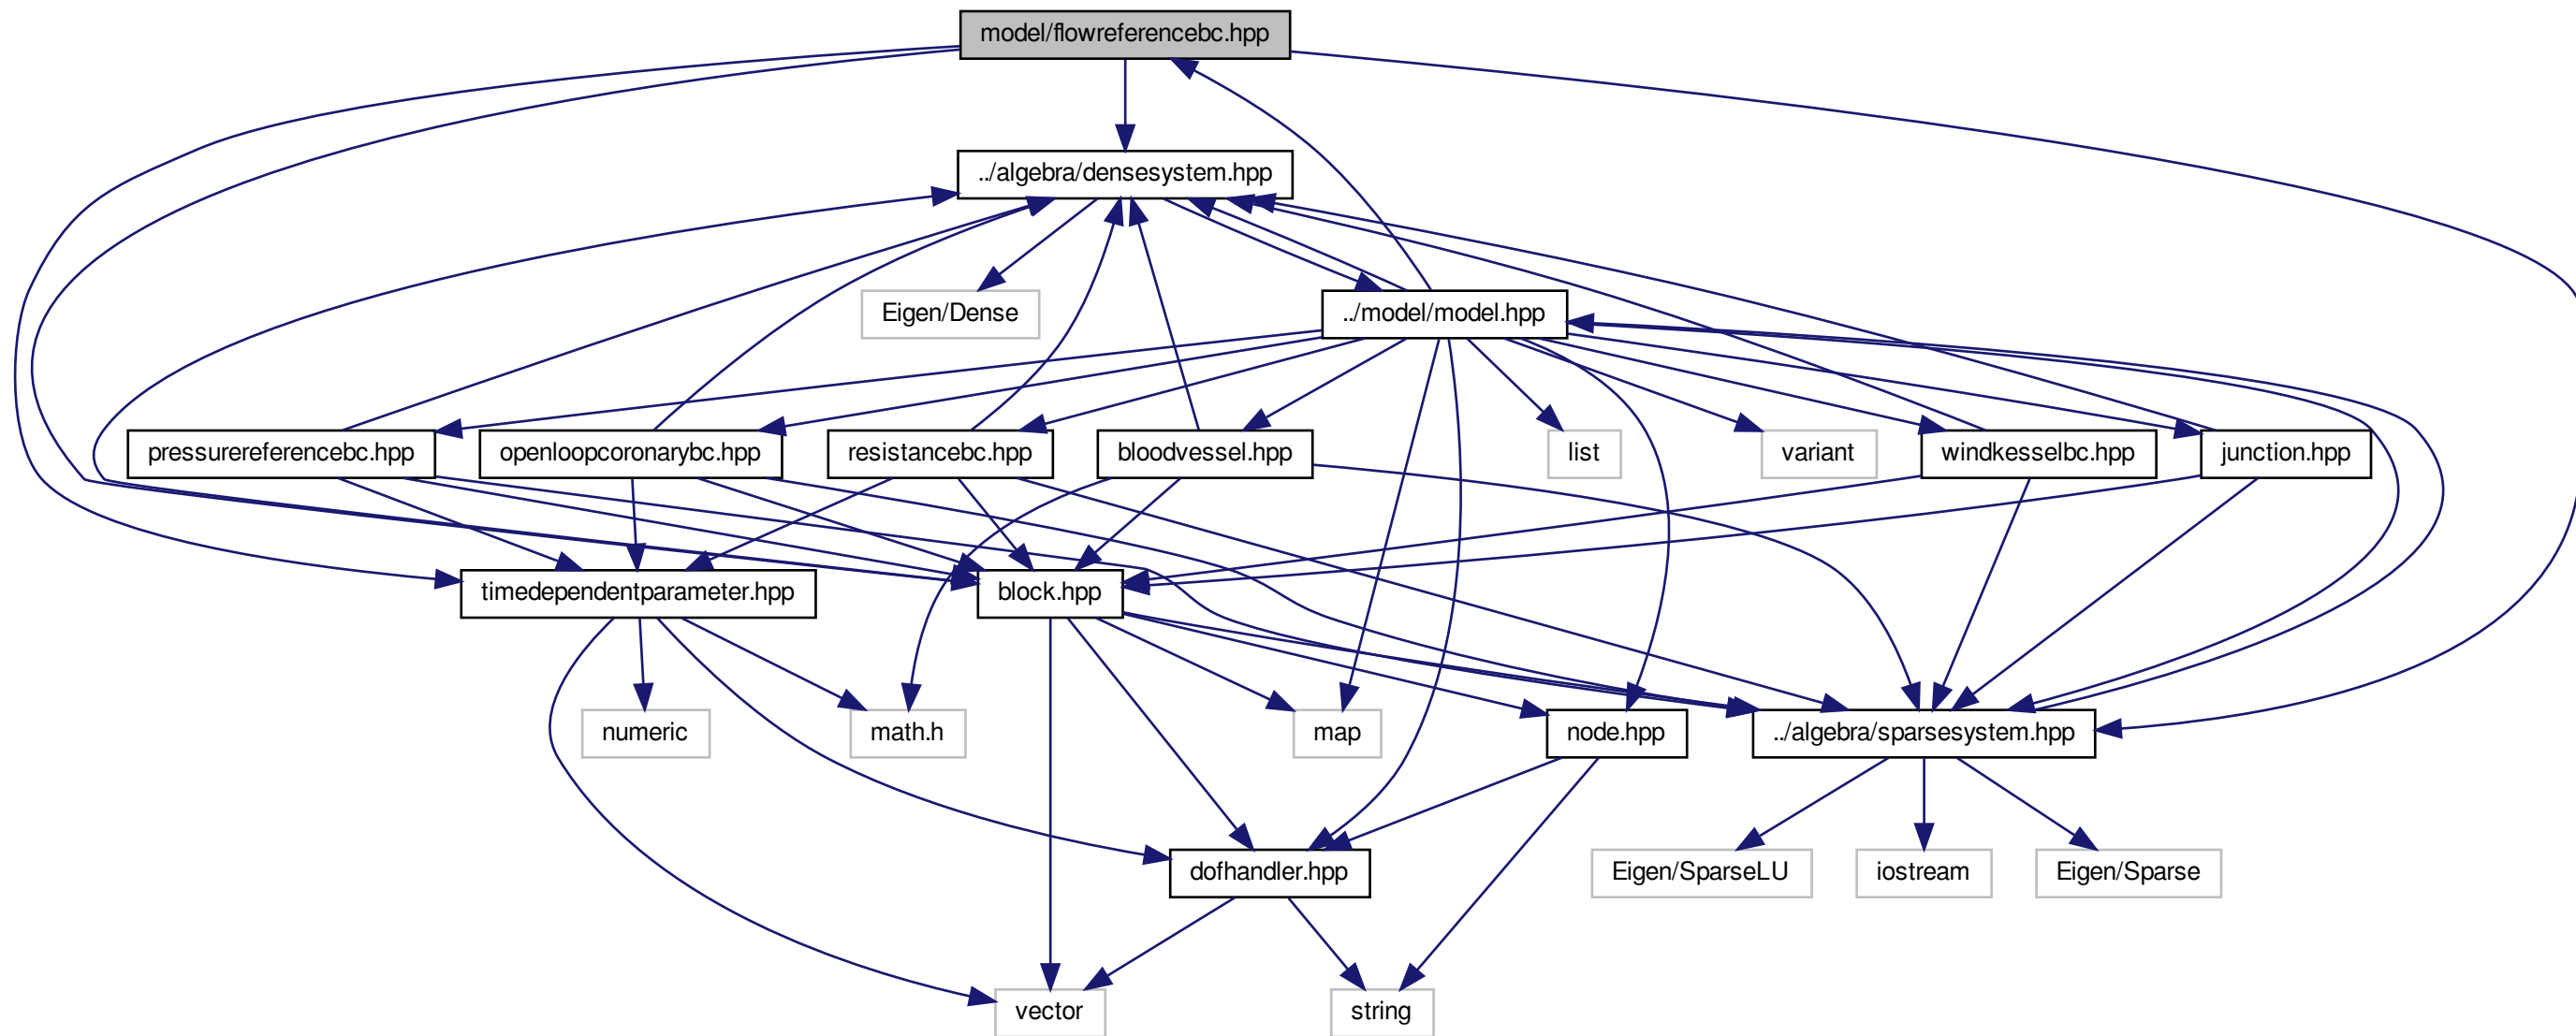 model/flowreferencebc.hpp
../algebra/densesystem.hpp
Eigen/Dense
../model/model.hpp
pressurereferencebc.hpp
openloopcoronarybc.hpp
resistancebc.hpp
bloodvessel.hpp
list
variant
windkesselbc.hpp
junction.hpp
timedependentparameter.hpp
block.hpp
numeric
math.h
map
node.hpp
../algebra/sparsesystem.hpp
dofhandler.hpp
Eigen/SparseLU
iostream
Eigen/Sparse
vector
string